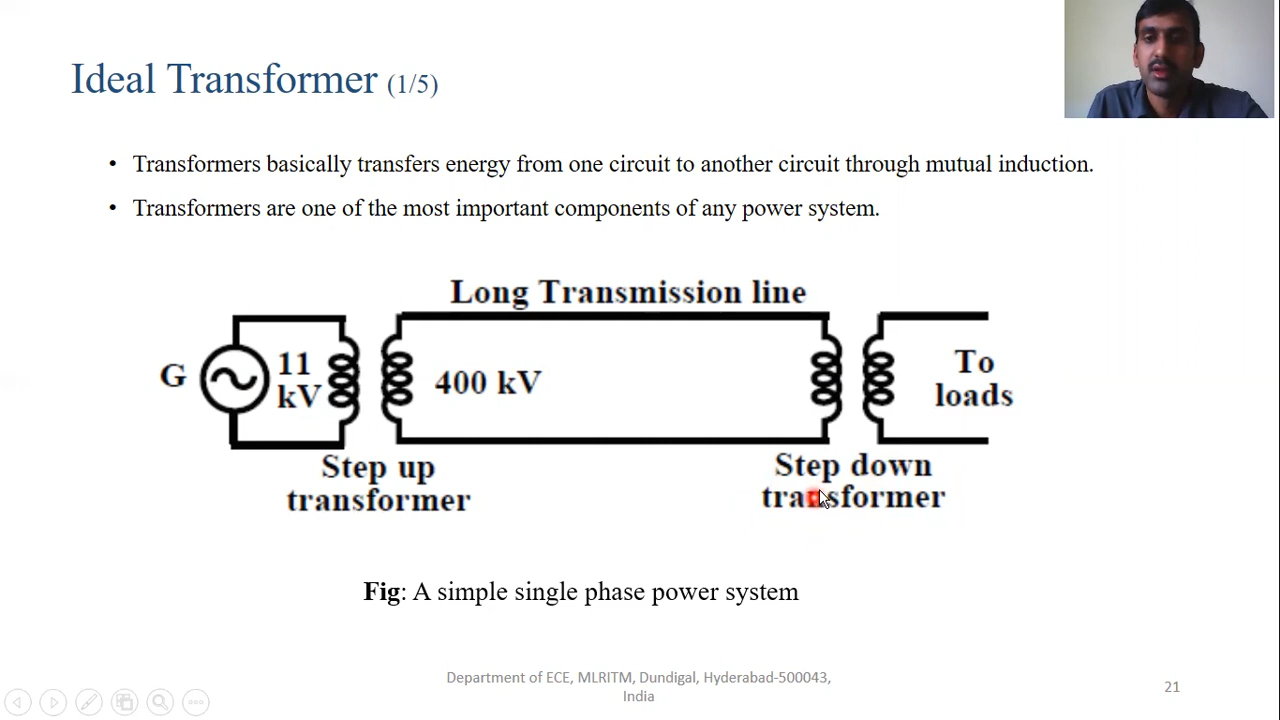 Ideal Transformer (1/5)
• Transformers basically transfers energy from one circuit to another circuit through mutual induction.
• Transformers are one of the most important components of any power system.
Long Transmission line
G
11
kV
400 kV
To
loads
Step up
transformer
Step down
transformer
Fig: A simple single phase power system
Department of ECE, MLRITM, Dundigal, Hyderabad-500043,
India
21